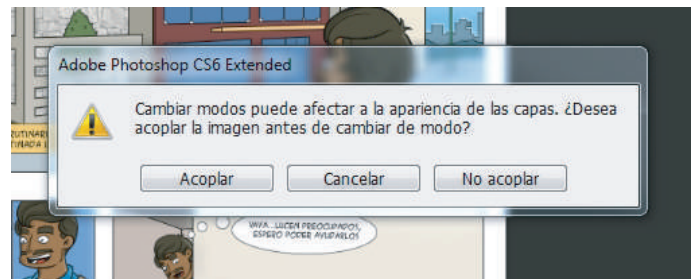 Adobe Photoshop CS6 Extended
Cambiar modos puede afectar a la apariencia de las capas. ¿Desea
acoplar la imagen antes de cambiar de modo?
Acoplar
Cancelar
No acoplar
VAYA...LUCEN PREOCUPADOS,
ESPERO PODER AYUDARLOS